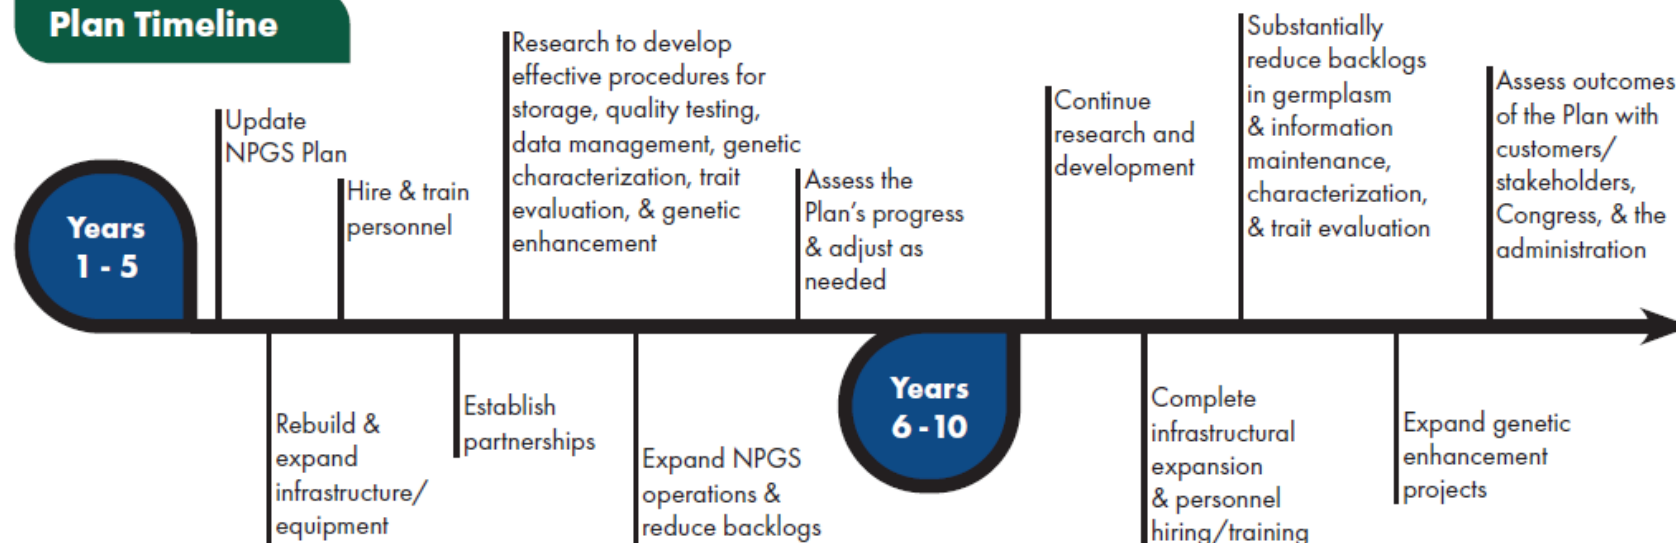 Plan Timeline
Years
1 - 5
Update
NPGS Plan
Rebuild &
expand
infrastructure/
equipment
Hire & train
personnel
Establish
partnerships
Research to develop
effective procedures for
storage, quality testing,
data management, genetic
characterization, trait
evaluation, & genetic
enhancement
Expand NPGS
operations &
reduce backlogs
Assess the
Plan's progress
& adjust as
needed
Years
6 - 10
Continue
research and
development
Complete
infrastructural
expansion
& personnel
hiring/training
Substantially
reduce backlogs
in germplasm
& information
maintenance,
characterization,
& trait evaluation
Expand genetic
enhancement
projects
Assess outcomes
of the Plan with
customers/
stakeholders,
Congress, & the
administration